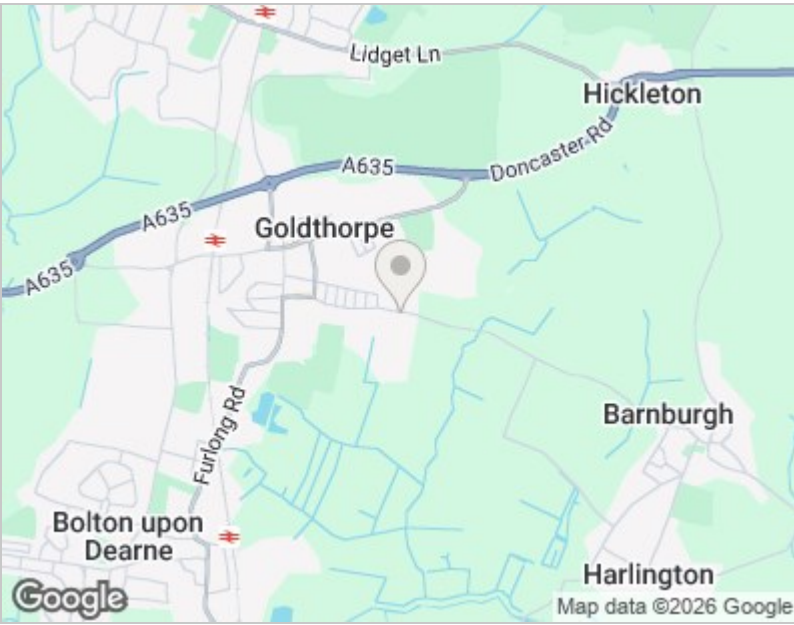 Lidget Ln
Hickleton
A635
Doncaster Rd
A635
Goldthorpe
A635
Barnburgh
Furlong Rd
Bolton upon
Dearne
Harlington
Google
Map data ©2026 Google